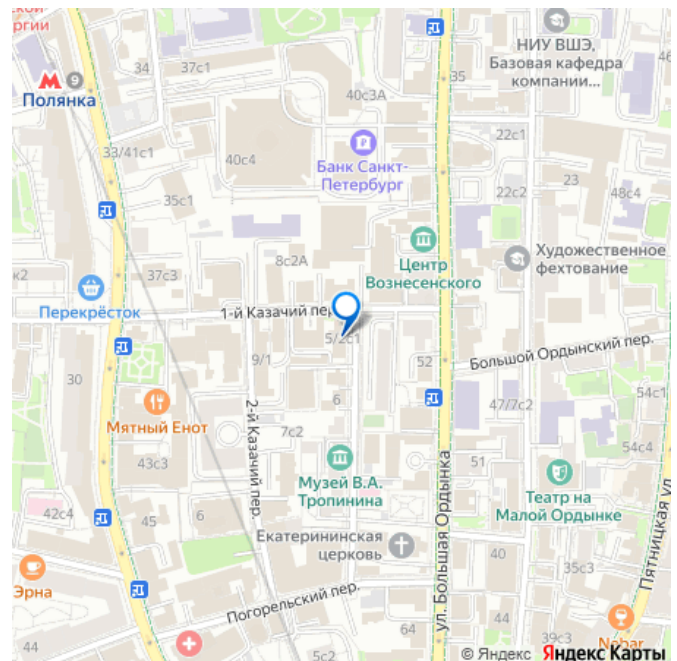 ргии
34
37с1
9
Полянка
40с3А
35
НИУ ВШЭ,
Базовая кафедра
компании...
33/41с1
40с4
Банк Санкт-
Петербург
22с1
22с2
23
48с4
35с1
8с2А
37с3
Центр
Вознесенского
Художественное
фехтование
Перекрёсток
1-й Казачий пер.
5/2с1
9/1
52
Большой Ордынский пер.
30
Мятный Енот
2-й Казачий пер.
6
7с2
47/7с2
54с1
54с4
43с3
Музей В.А.
Тропинина
51
Театр на
Малой Ордынке
42с4
45
6
Екатерининская
церковь
ул. Большая Ордынка
40
35с3
Пятницкая ул.
Эрна
Погорельский пер.
44
64
5с2
39с3
Nebar
44
© Яндекс Яндекс Карты